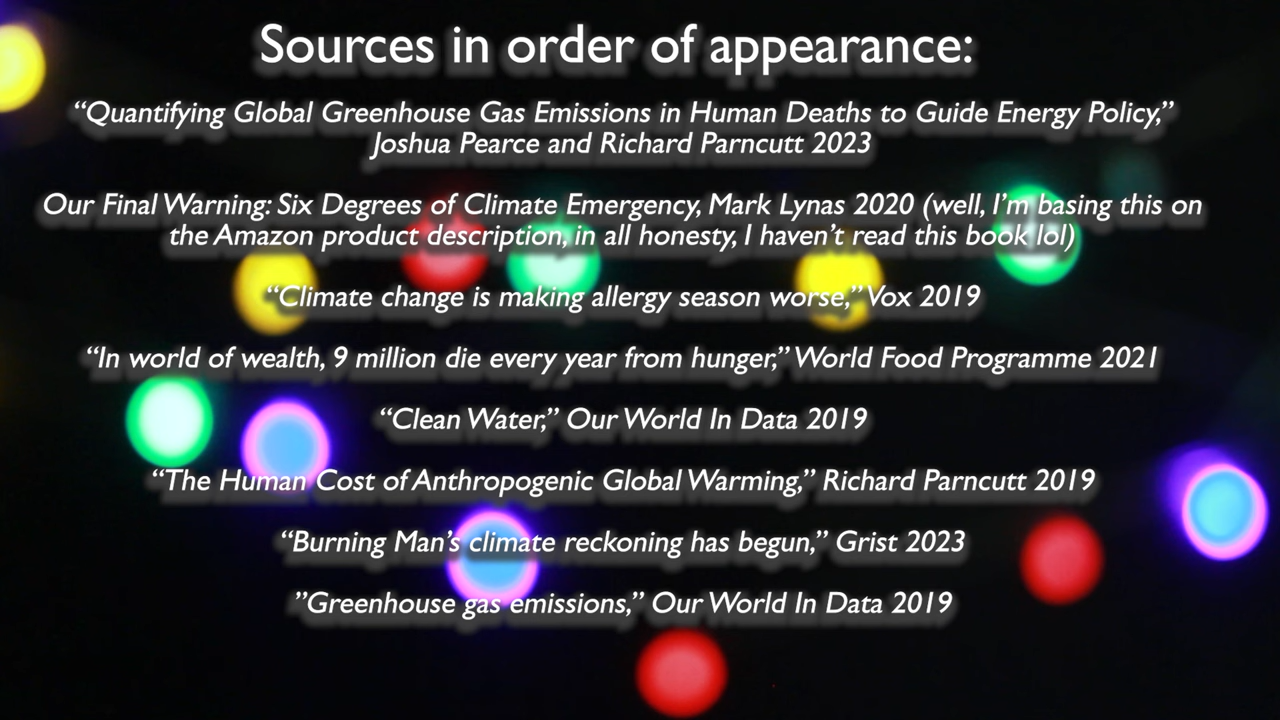 Sources in order of appearance:
“Quantifying Global Greenhouse Gas Emissions in Human Deaths to Guide Energy Policy,”
Joshua Pearce and Richard Parncutt 2023
Our Final Warning: Six Degrees of Climate Emergency, Mark Lynas 2020 (well, I’m basing this on
the Amazon product description, in all honesty, I haven’t read this book lol)
“Climate change is making allergy season worse,” Vox 2019
“In world of wealth, 9 million die every year from hunger,” World Food Programme 2021
“Clean Water,” Our World In Data 2019
“The Human Cost of Anthropogenic Global Warming,” Richard Parncutt 2019
“Burning Man’s climate reckoning has begun,” Grist 2023
”Greenhouse gas emissions,” Our World In Data 2019